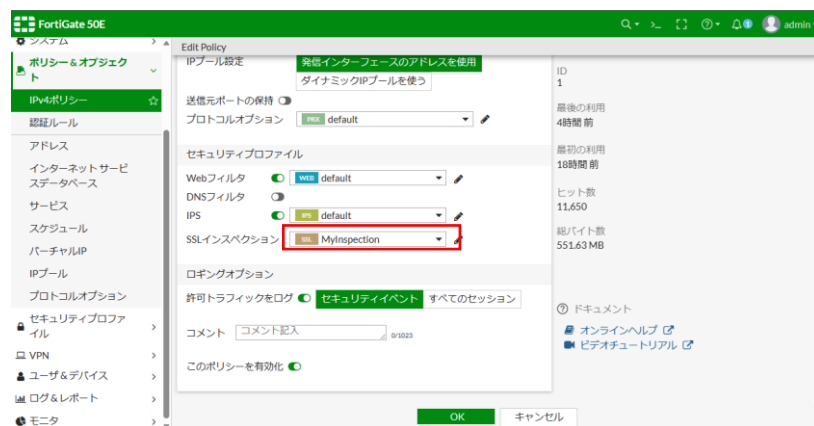 FortiGate 50E
admin
システム
ポリシー＆オブジェク
ト
IPv4ポリシー
認証ルール
アドレス
インターネット サービ
スデータベース
サービス
スケジュール
バーチャルIP
IPプール
プロトコルオプション
セキュリティプロファ
イル
VPN
ユーザ＆デバイス
ログ＆レポート
モニタ
Edit Policy
IPプール設定
発信インターフェースのアドレスを使用
ダイナミックIPプールを使う
送信元ポートの保持
プロトコルオプション PRX default
セキュリティプロファイル
Webフィルタ WEB default
DNSフィルタ
IPS IPS default
SSLインスペクション SSL MyInspection
ロギングオプション
許可トラフィックをログ セキュリティイベント すべてのセッション
コメント コメント記入 0/1023
このポリシーを有効化
OK キャンセル
ID
1
最後の利用
4時間 前
最初の利用
18時間 前
ヒット数
11,650
総バイト数
551.63 MB
ドキュメント
オンラインヘルプ
ビデオチュートリアル